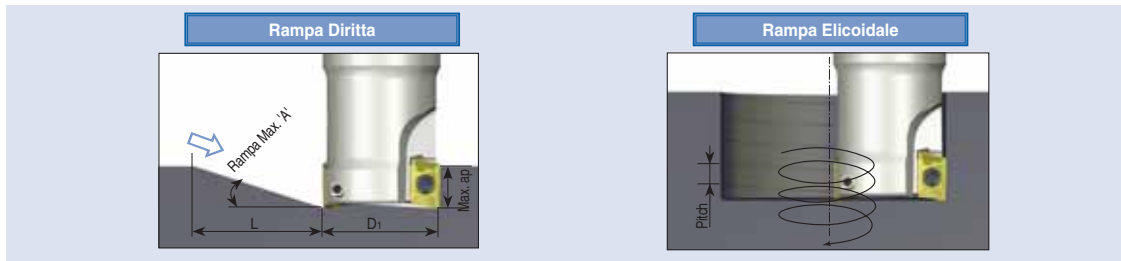 Rampa Diritta
Rampa Elicoidale
Rampa Max. 'A'
Max. ap
L
D1
Pitch